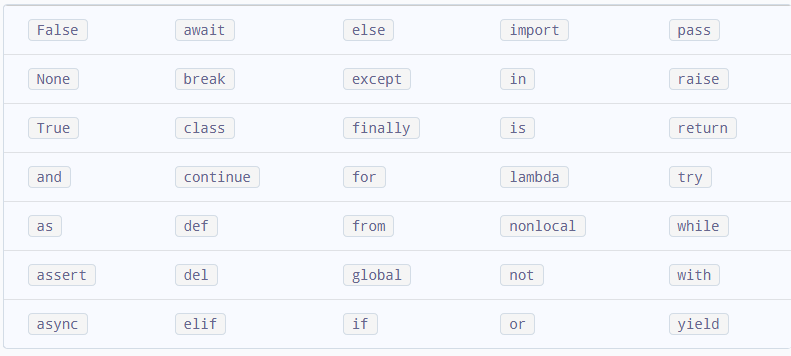 False await else import pass
None break except in raise
True class finally is return
and continue for lambda try
as def from nonlocal while
assert del global not with
async elif if or yield